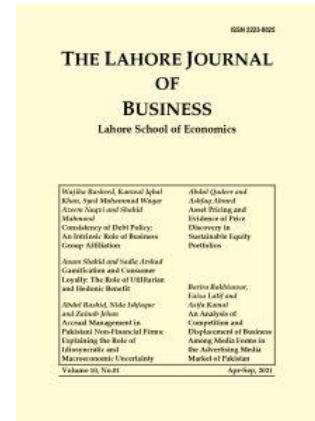 ISSN 2223-0025
THE LAHORE JOURNAL
OF
BUSINESS
Lahore School of Economics
Wajiha Rasheed, Kanwal Iqbal
Khan, Syed Muhammad Waqar
Azeem Naqvi and Shahid
Mahmood
Consistency of Debt Policy:
An Intrinsic Role of Business
Group Affiliation
Anam Shahid and Sadia Arshad
Gamification and Consumer
Loyalty: The Role of Utilitarian
and Hedonic Benefit
Abdul Rashid, Nida Ishfaque
and Zainab Jehan
Accrual Management in
Pakistani Non-Financial Firms:
Explaining the Role of
Idiosyncratic and
Macroeconomic Uncertainty
Abdul Qadeer and
Ashfaq Ahmed
Asset Pricing and
Evidence of Price
Discovery in
Sustainable Equity
Portfolios
Barira Bakhtawar,
Faiza Latif and
Asifa Kamal
An Analysis of
Competition and
Displacement of Business
Among Media Forms in
the Advertising Media
Market of Pakistan
Volume 10, No.01
Apr-Sep, 2021